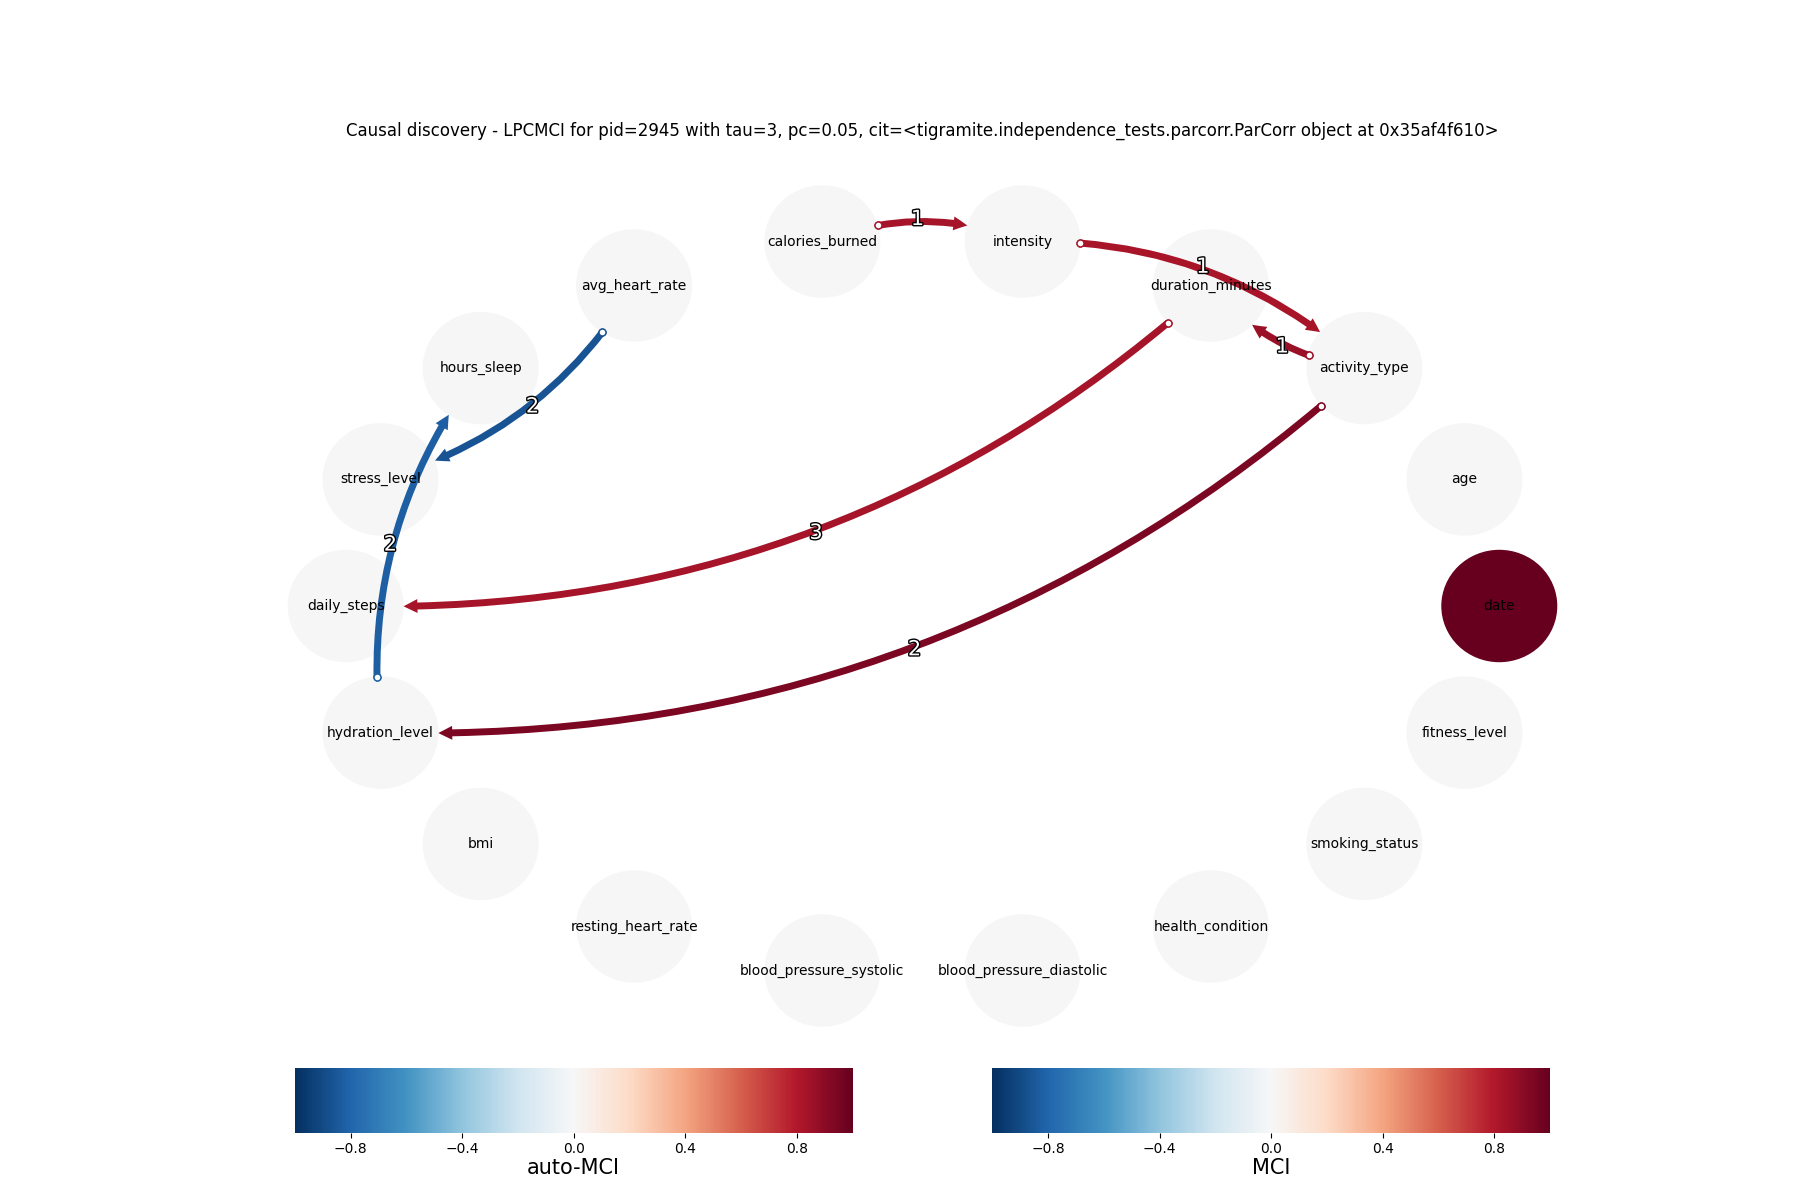 Causal discovery - LPCMCI for pid=2945 with tau=3, pc=0.05, cit=<tigramite.independence_tests.parcorr.ParCorr object at 0x35af4f610>
1
calories_burned
intensity
1
avg_heart_rate
duration_minutes
1
hours_sleep
activity_type
2
stress_level
age
3
2
daily_steps
date
2
hydration_level
fitness_level
bmi
smoking_status
resting_heart_rate
health_condition
blood_pressure_systolic
blood_pressure_diastolic
−0.8 −0.4 0.0 0.4 0.8
auto-MCI
−0.8 −0.4 0.0 0.4 0.8
MCI